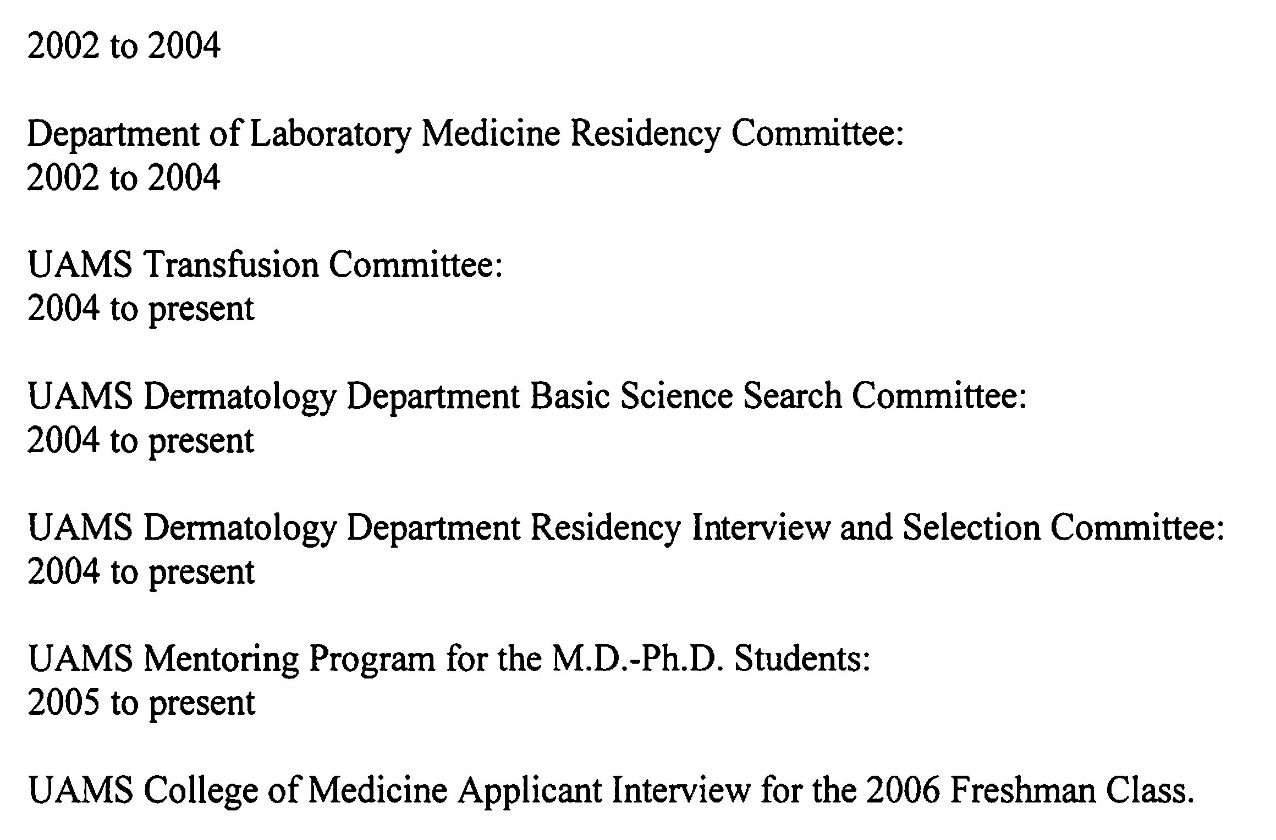 2002 to 2004
Department of Laboratory Medicine Residency Committee:
2002 to 2004
UAMS Transfusion Committee:
2004 to present
UAMS Dermatology Department Basic Science Search Committee:
2004 to present
UAMS Dermatology Department Residency Interview and Selection Committee:
2004 to present
UAMS Mentoring Program for the M.D.-Ph.D. Students:
2005 to present
UAMS College of Medicine Applicant Interview for the 2006 Freshman Class.